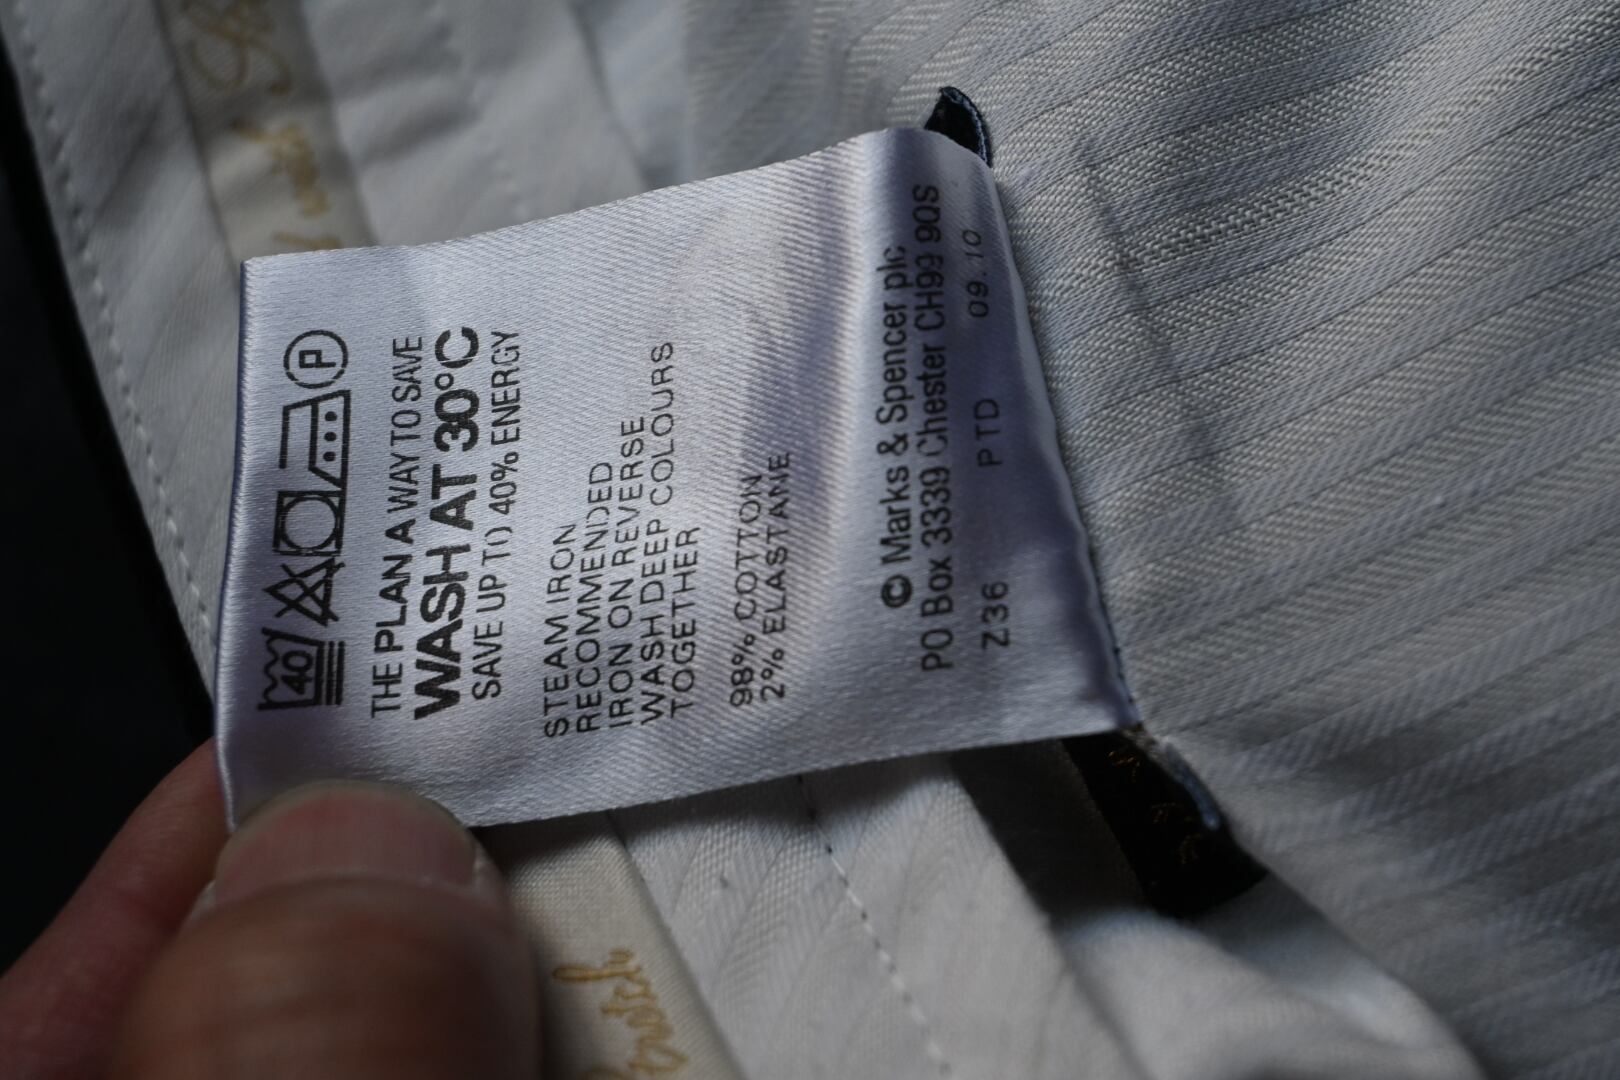 40 P
THE PLAN A WAY TO SAVE
WASH AT 30°C
SAVE UP TO 40% ENERGY
STEAM IRON
RECOMMENDED
IRON ON REVERSE
WASH DEEP COLOURS
TOGETHER
98% COTTON
2% ELASTANE
© Marks & Spencer plc
PO Box 3339 Chester CH99 9QS
Z36 PTD 09.10